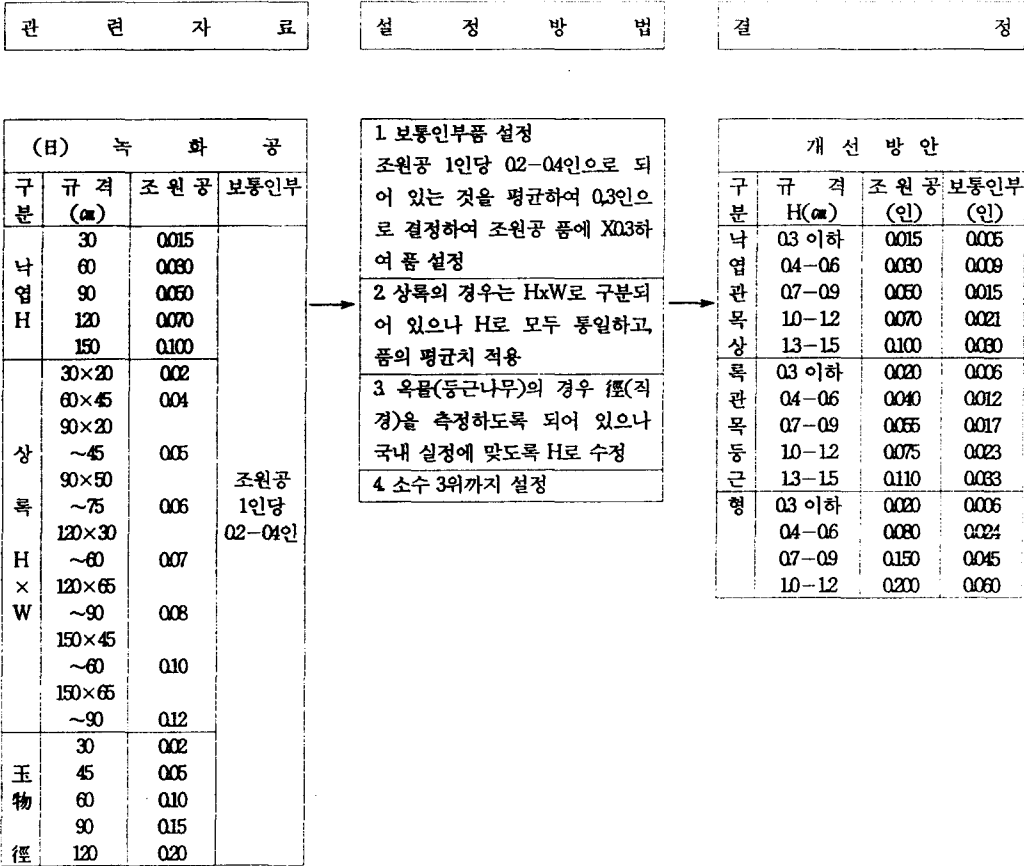 관 련 자 료
설 정 방 법
결 정
(日) 녹 화 공
구분 규격(㎝) 조원공 보통인부
낙엽H
30 0.015
60 0.030
90 0.050
120 0.070
150 0.100
상록H×W
30×20 0.02
60×45 0.04
90×20
~45 0.05
90×50
~75 0.06
120×30
~60 0.07
120×65
~90 0.08
150×45
~60 0.10
150×65
~90 0.12
玉物徑
30 0.02
45 0.05
60 0.10
90 0.15
120 0.20
조원공
1인당
0.2-0.4인
1. 보통인부품 설정
조원공 1인당 0.2-0.4인으로 되
어 있는 것을 평균하여 0.3인으
로 결정하여 조원공 품에 X0.3하
여 품 설정
2. 상록의 경우는 HxW로 구분되
어 있으나 H로 모두 통일하고,
품의 평균치 적용
3. 옥물(둥근나무)의 경우 徑(직
경)을 측정하도록 되어 있으나
국내 실정에 맞도록 H로 수정
4. 소수 3위까지 설정
개 선 방 안
구 규 격 조원공 보통인부
분 H(㎝) (인) (인)
낙 0.3 이하 0.015 0.005
엽 0.4-0.6 0.030 0.009
관 0.7-0.9 0.050 0.015
목 1.0-1.2 0.070 0.021
상 1.3-1.5 0.100 0.030
록 0.3 이하 0.020 0.006
관 0.4-0.6 0.040 0.012
목 0.7-0.9 0.055 0.017
등 1.0-1.2 0.075 0.023
근 1.3-1.5 0.110 0.033
형 0.3 이하 0.020 0.006
0.4-0.6 0.080 0.024
0.7-0.9 0.150 0.045
1.0-1.2 0.200 0.060